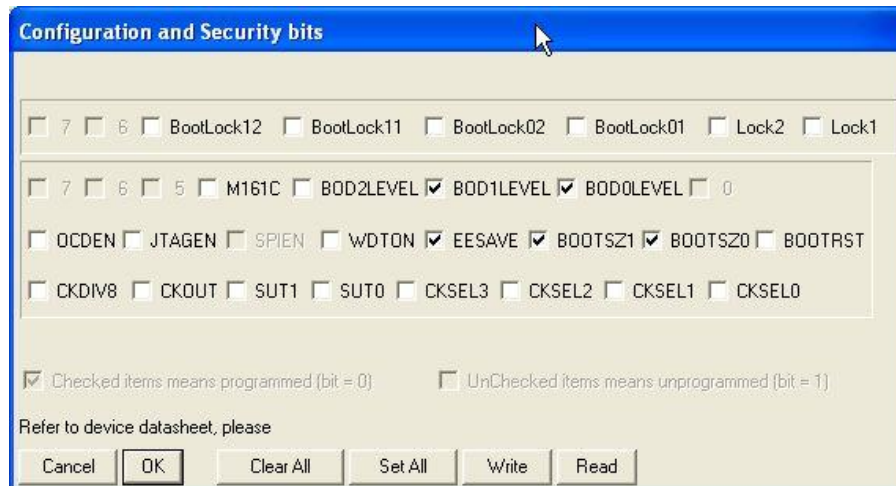 Configuration and Security bits
7 6 BootLock12 BootLock11 BootLock02 BootLock01 Lock2 Lock1
7 6 5 M161C BOD2LEVEL BOD1LEVEL BOD0LEVEL 0
OCDEN JTAGEN SPIEN WDTON EESAVE BOOTSZ1 BOOTSZ0 BOOTRST
CKDIV8 CKOUT SUT1 SUT0 CKSEL3 CKSEL2 CKSEL1 CKSEL0
Checked items means programmed (bit = 0) UnChecked items means unprogrammed (bit = 1)
Refer to device datasheet, please
Cancel OK Clear All Set All Write Read